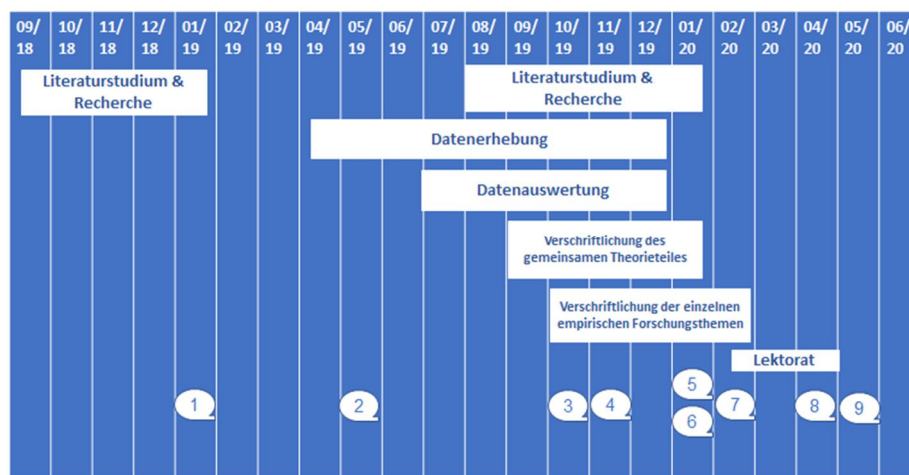 09/ 10/ 11/ 12/ 01/ 02/ 03/ 04/ 05/ 06/ 07/ 08/ 09/ 10/ 11/ 12/ 01/ 02/ 03/ 04/ 05/ 06/
18 18 18 18 19 19 19 19 19 19 19 19 19 19 19 19 20 20 20 20 20 20
Literaturstudium &
Recherche
Literaturstudium &
Recherche
Datenerhebung
Datenauswertung
Verschriftlichung des
gemeinsamen Theorieteiles
Verschriftlichung der einzelnen
empirischen Forschungsthemen
Lektorat
1 2 3 4 5 6 7 8 9